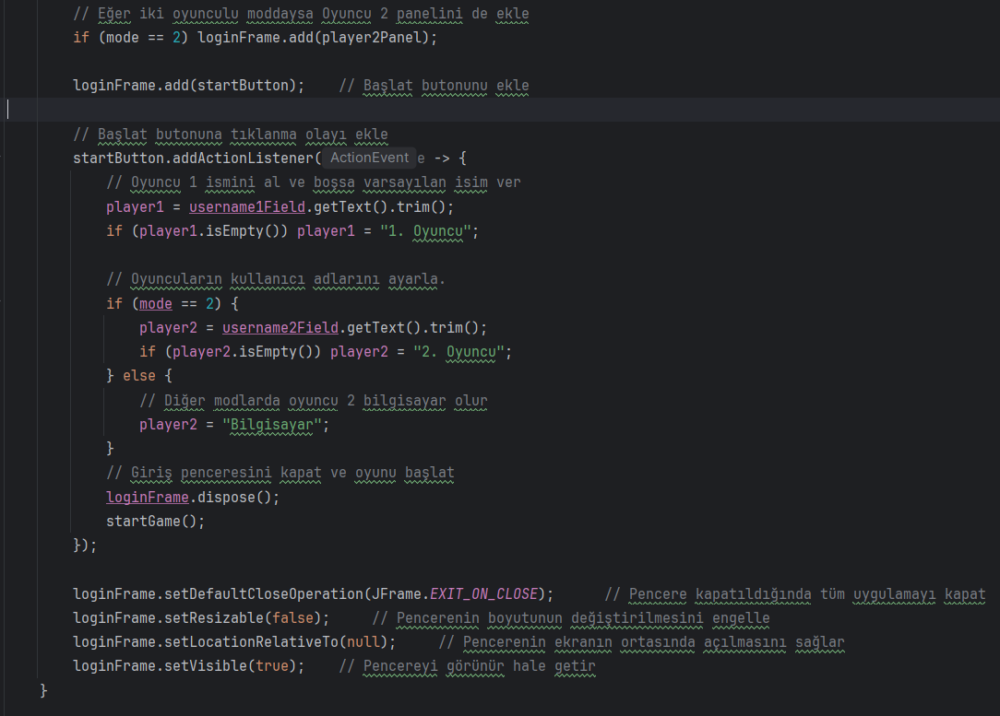 // Eğer iki oyunculu moddaysa Oyuncu 2 panelini de ekle
if (mode == 2) loginFrame.add(player2Panel);
loginFrame.add(startButton);    // Başlat butonunu ekle
// Başlat butonuna tıklanma olayı ekle
startButton.addActionListener( ActionEvent e -> {
// Oyuncu 1 ismini al ve boşsa varsayılan isim ver
player1 = username1Field.getText().trim();
if (player1.isEmpty()) player1 = "1. Oyuncu";
// Oyuncuların kullanıcı adlarını ayarla.
if (mode == 2) {
player2 = username2Field.getText().trim();
if (player2.isEmpty()) player2 = "2. Oyuncu";
} else {
// Diğer modlarda oyuncu 2 bilgisayar olur
player2 = "Bilgisayar";
}
// Giriş penceresini kapat ve oyunu başlat
loginFrame.dispose();
startGame();
});
loginFrame.setDefaultCloseOperation(JFrame.EXIT_ON_CLOSE);      // Pencere kapatıldığında tüm uygulamayı kapat
loginFrame.setResizable(false);     // Pencerenin boyutunun değiştirilmesini engelle
loginFrame.setLocationRelativeTo(null);     // Pencerenin ekranın ortasında açılmasını sağlar
loginFrame.setVisible(true);    // Pencereyi görünür hale getir
}